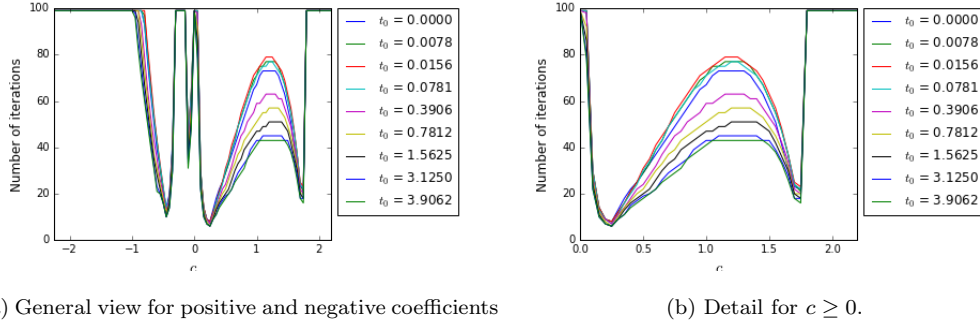 100
80
60
40
20
0
Number of iterations
−2
−1
0
1
2
c
t₀ = 0.0000
t₀ = 0.0078
t₀ = 0.0156
t₀ = 0.0781
t₀ = 0.3906
t₀ = 0.7812
t₀ = 1.5625
t₀ = 3.1250
t₀ = 3.9062
) General view for positive and negative coefficients
100
80
60
40
20
0
Number of iterations
0.0
0.5
1.0
1.5
2.0
c
t₀ = 0.0000
t₀ = 0.0078
t₀ = 0.0156
t₀ = 0.0781
t₀ = 0.3906
t₀ = 0.7812
t₀ = 1.5625
t₀ = 3.1250
t₀ = 3.9062
(b) Detail for c ≥ 0.